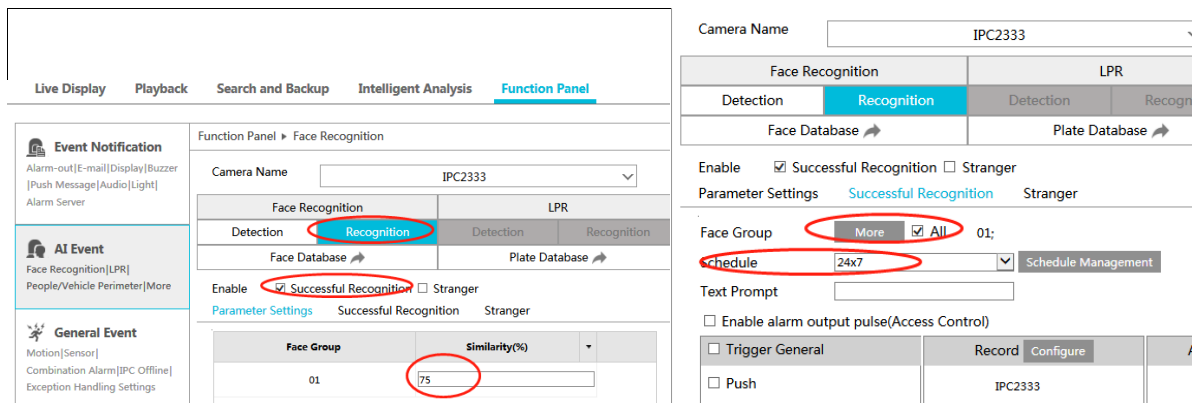 Live Display Playback Search and Backup Intelligent Analysis Function Panel
Event Notification
Alarm-out|E-mail|Display|Buzzer
|Push Message|Audio|Light|
Alarm Server
AI Event
Face Recognition|LPR|
People/Vehicle Perimeter|More
General Event
Motion|Sensor|
Combination Alarm|IPC Offline|
Exception Handling Settings
Function Panel Face Recognition
Camera Name IPC2333
Face Recognition LPR
Detection Recognition Detection Recognition
Face Database Plate Database
Enable Successful Recognition Stranger
Parameter Settings Successful Recognition Stranger
Face Group Similarity(%)
01 75
Camera Name IPC2333
Face Recognition LPR
Detection Recognition Detection Recogn
Face Database Plate Database
Enable Successful Recognition Stranger
Parameter Settings Successful Recognition Stranger
Face Group More All 01;
Schedule 24x7 Schedule Management
Text Prompt
Enable alarm output pulse(Access Control)
Trigger General Record Configure
Push IPC2333